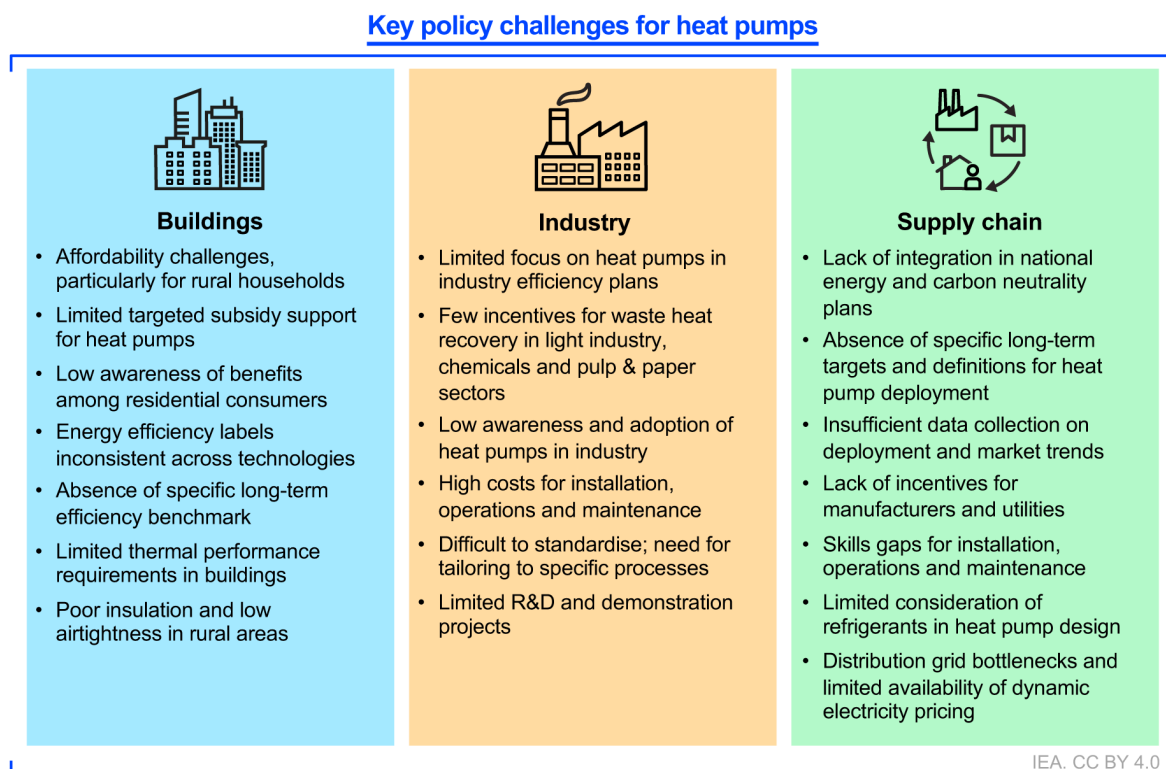 Key policy challenges for heat pumps
Buildings
• Affordability challenges,
particularly for rural households
• Limited targeted subsidy support
for heat pumps
• Low awareness of benefits
among residential consumers
• Energy efficiency labels
inconsistent across technologies
• Absence of specific long-term
efficiency benchmark
• Limited thermal performance
requirements in buildings
• Poor insulation and low
airtightness in rural areas
Industry
• Limited focus on heat pumps in
industry efficiency plans
• Few incentives for waste heat
recovery in light industry,
chemicals and pulp & paper
sectors
• Low awareness and adoption of
heat pumps in industry
• High costs for installation,
operations and maintenance
• Difficult to standardise; need for
tailoring to specific processes
• Limited R&D and demonstration
projects
Supply chain
• Lack of integration in national
energy and carbon neutrality
plans
• Absence of specific long-term
targets and definitions for heat
pump deployment
• Insufficient data collection on
deployment and market trends
• Lack of incentives for
manufacturers and utilities
• Skills gaps for installation,
operations and maintenance
• Limited consideration of
refrigerants in heat pump design
• Distribution grid bottlenecks and
limited availability of dynamic
electricity pricing
IEA. CC BY 4.0